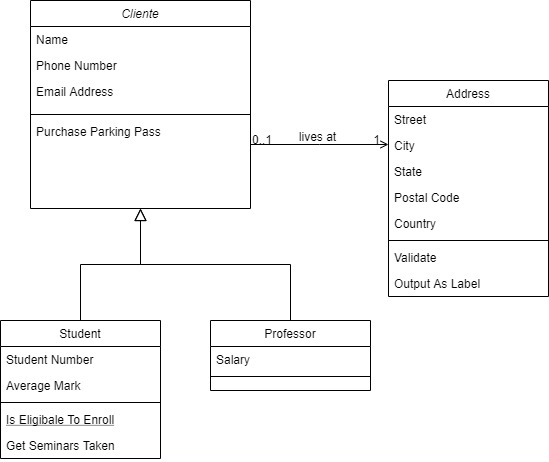 Cliente
Name
Phone Number
Email Address
Purchase Parking Pass
0..1
lives at
1
Address
Street
City
State
Postal Code
Country
Validate
Output As Label
Student
Student Number
Average Mark
Is Eligibale To Enroll
Get Seminars Taken
Professor
Salary